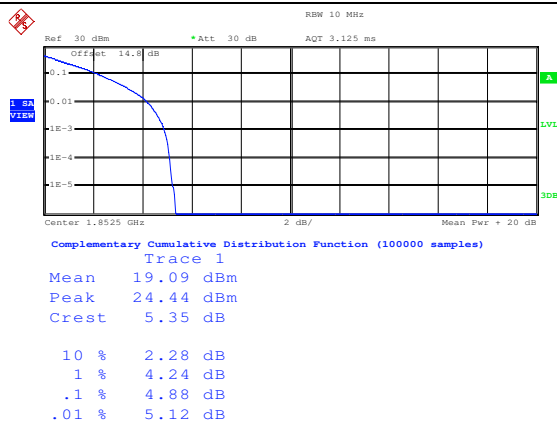 R S
RBW 10 MHz
Ref 30 dBm *Att 30 dB AQT 3.125 ms
Offset 14.8 dB
0.1
A
1 SA
VIEW
0.01
1E-3
LVL
1E-4
1E-5
3DB
Center 1.8525 GHz 2 dB/ Mean Pwr + 20 dB
Complementary Cumulative Distribution Function (100000 samples)
Trace 1
Mean 19.09 dBm
Peak 24.44 dBm
Crest 5.35 dB
10 % 2.28 dB
1 % 4.24 dB
.1 % 4.88 dB
.01 % 5.12 dB